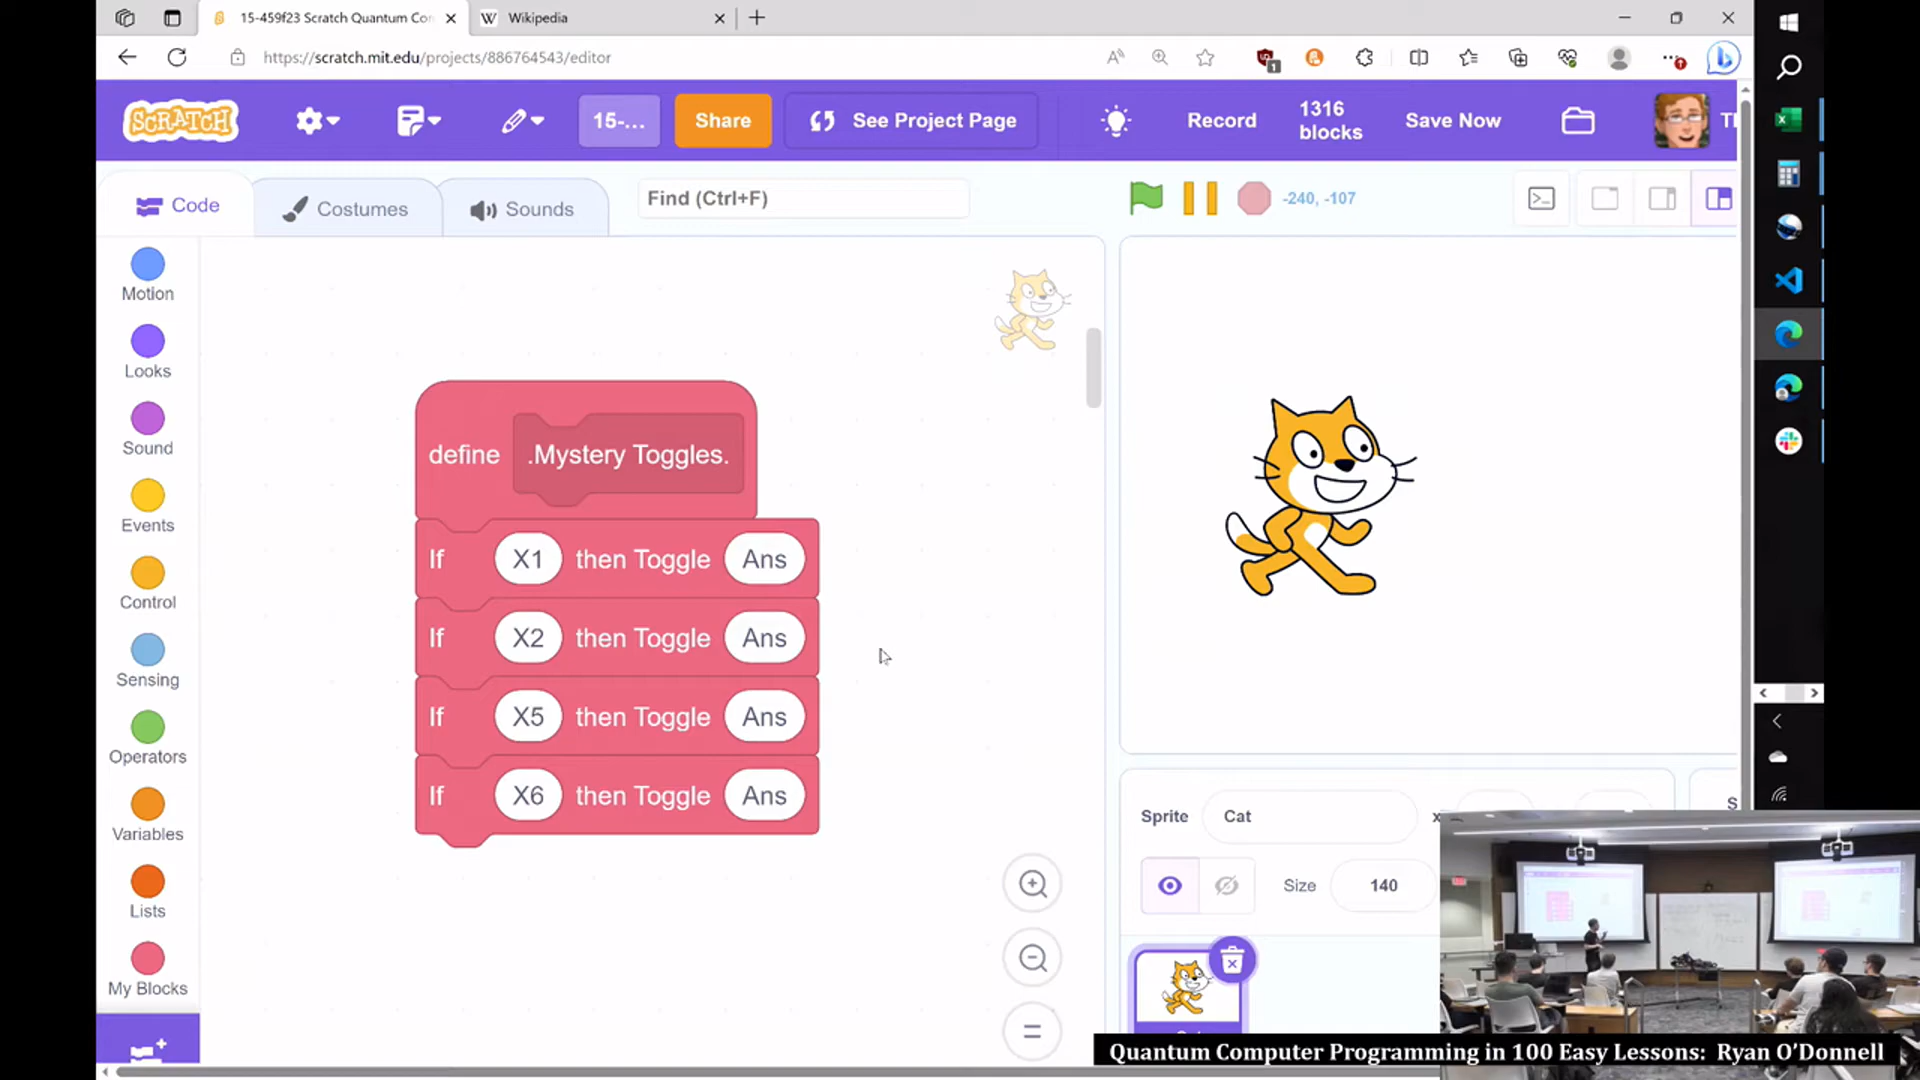 15-459f23 Scratch Quantum Co
Wikipedia
https://scratch.mit.edu/projects/886764543/editor
1
SCRATCH
15-...
Share
See Project Page
Record
1316
blocks
Save Now
Code
Costumes
Sounds
Find (Ctrl+F)
-240, -107
Motion
Looks
Sound
Events
Control
Sensing
Operators
Variables
Lists
My Blocks
define .Mystery Toggles.
If X1 then Toggle Ans
If X2 then Toggle Ans
If X5 then Toggle Ans
If X6 then Toggle Ans
Sprite Cat
Size 140
Quantum Computer Programming in 100 Easy Lessons: Ryan O'Donnell